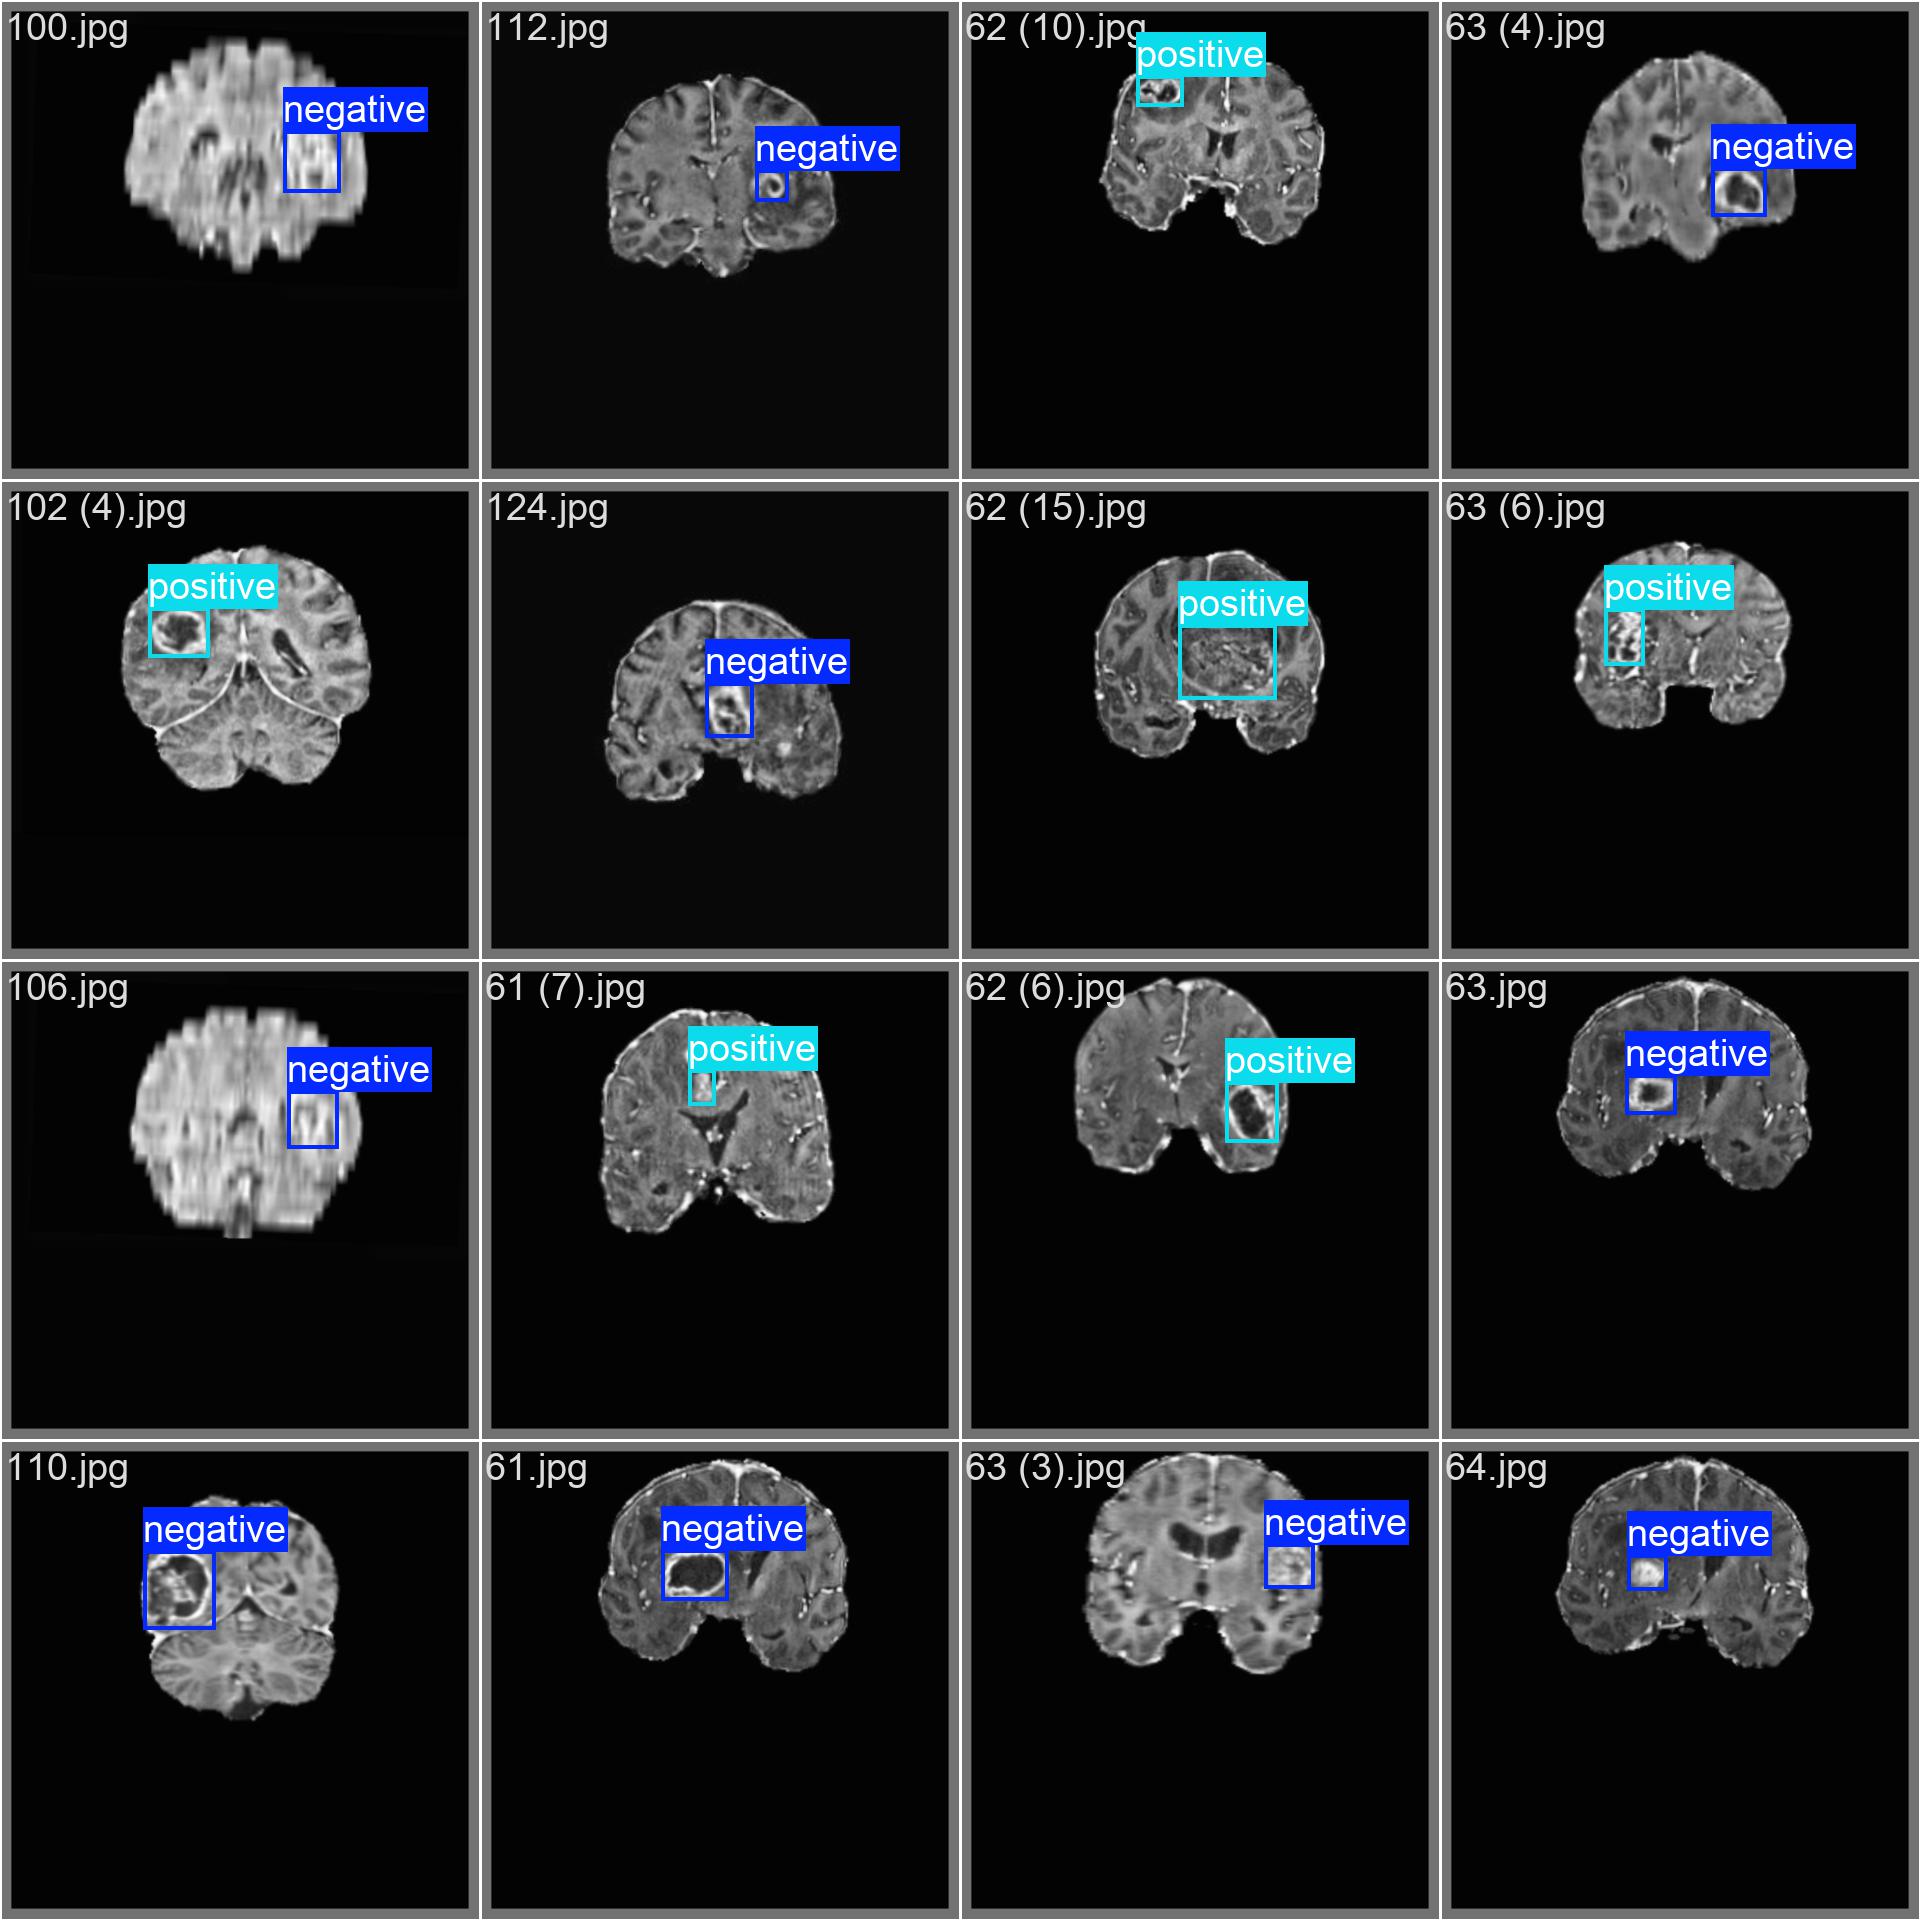 100.jpg
negative
112.jpg
negative
62 (10).jpg
positive
63 (4).jpg
negative
102 (4).jpg
positive
124.jpg
negative
62 (15).jpg
positive
63 (6).jpg
positive
106.jpg
negative
61 (7).jpg
positive
62 (6).jpg
positive
63.jpg
negative
110.jpg
negative
61.jpg
negative
63 (3).jpg
negative
64.jpg
negative